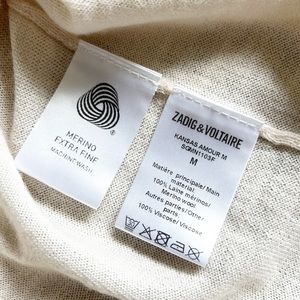 MERINO
EXTRA FINE
MACHINE WASH
ZADIG&VOLTAIRE
KANSAS AMOUR M
SGMN1103F
M
Matière principale/ Main
material:
100% Laine mérinos/
Merino wool
Autres parties/Other
parts:
100% Viscose/ Viscose